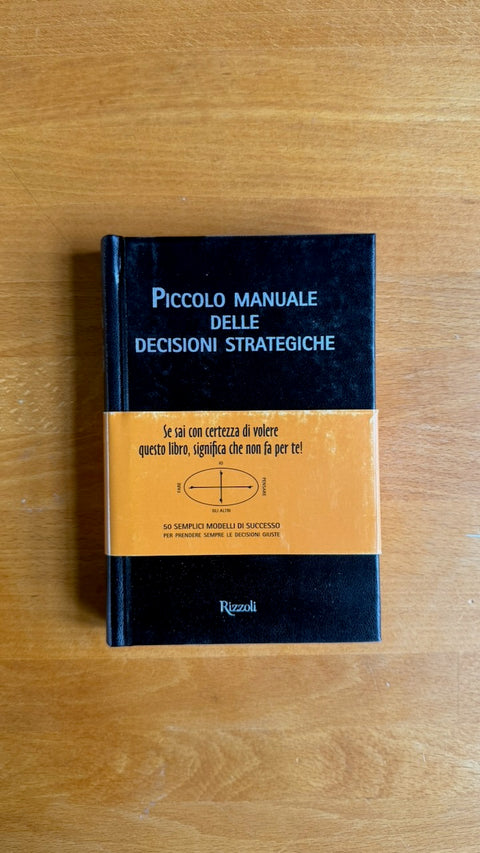 PICCOLO MANUALE
DELLE
DECISIONI STRATEGICHE
Se sai con certezza di volere
questo libro, significa che non fa per te!
IO
FARE
PENSARE
GLI ALTRI
50 SEMPLICI MODELLI DI SUCCESSO
PER PRENDERE SEMPRE LE DECISIONI GIUSTE
Rizzoli